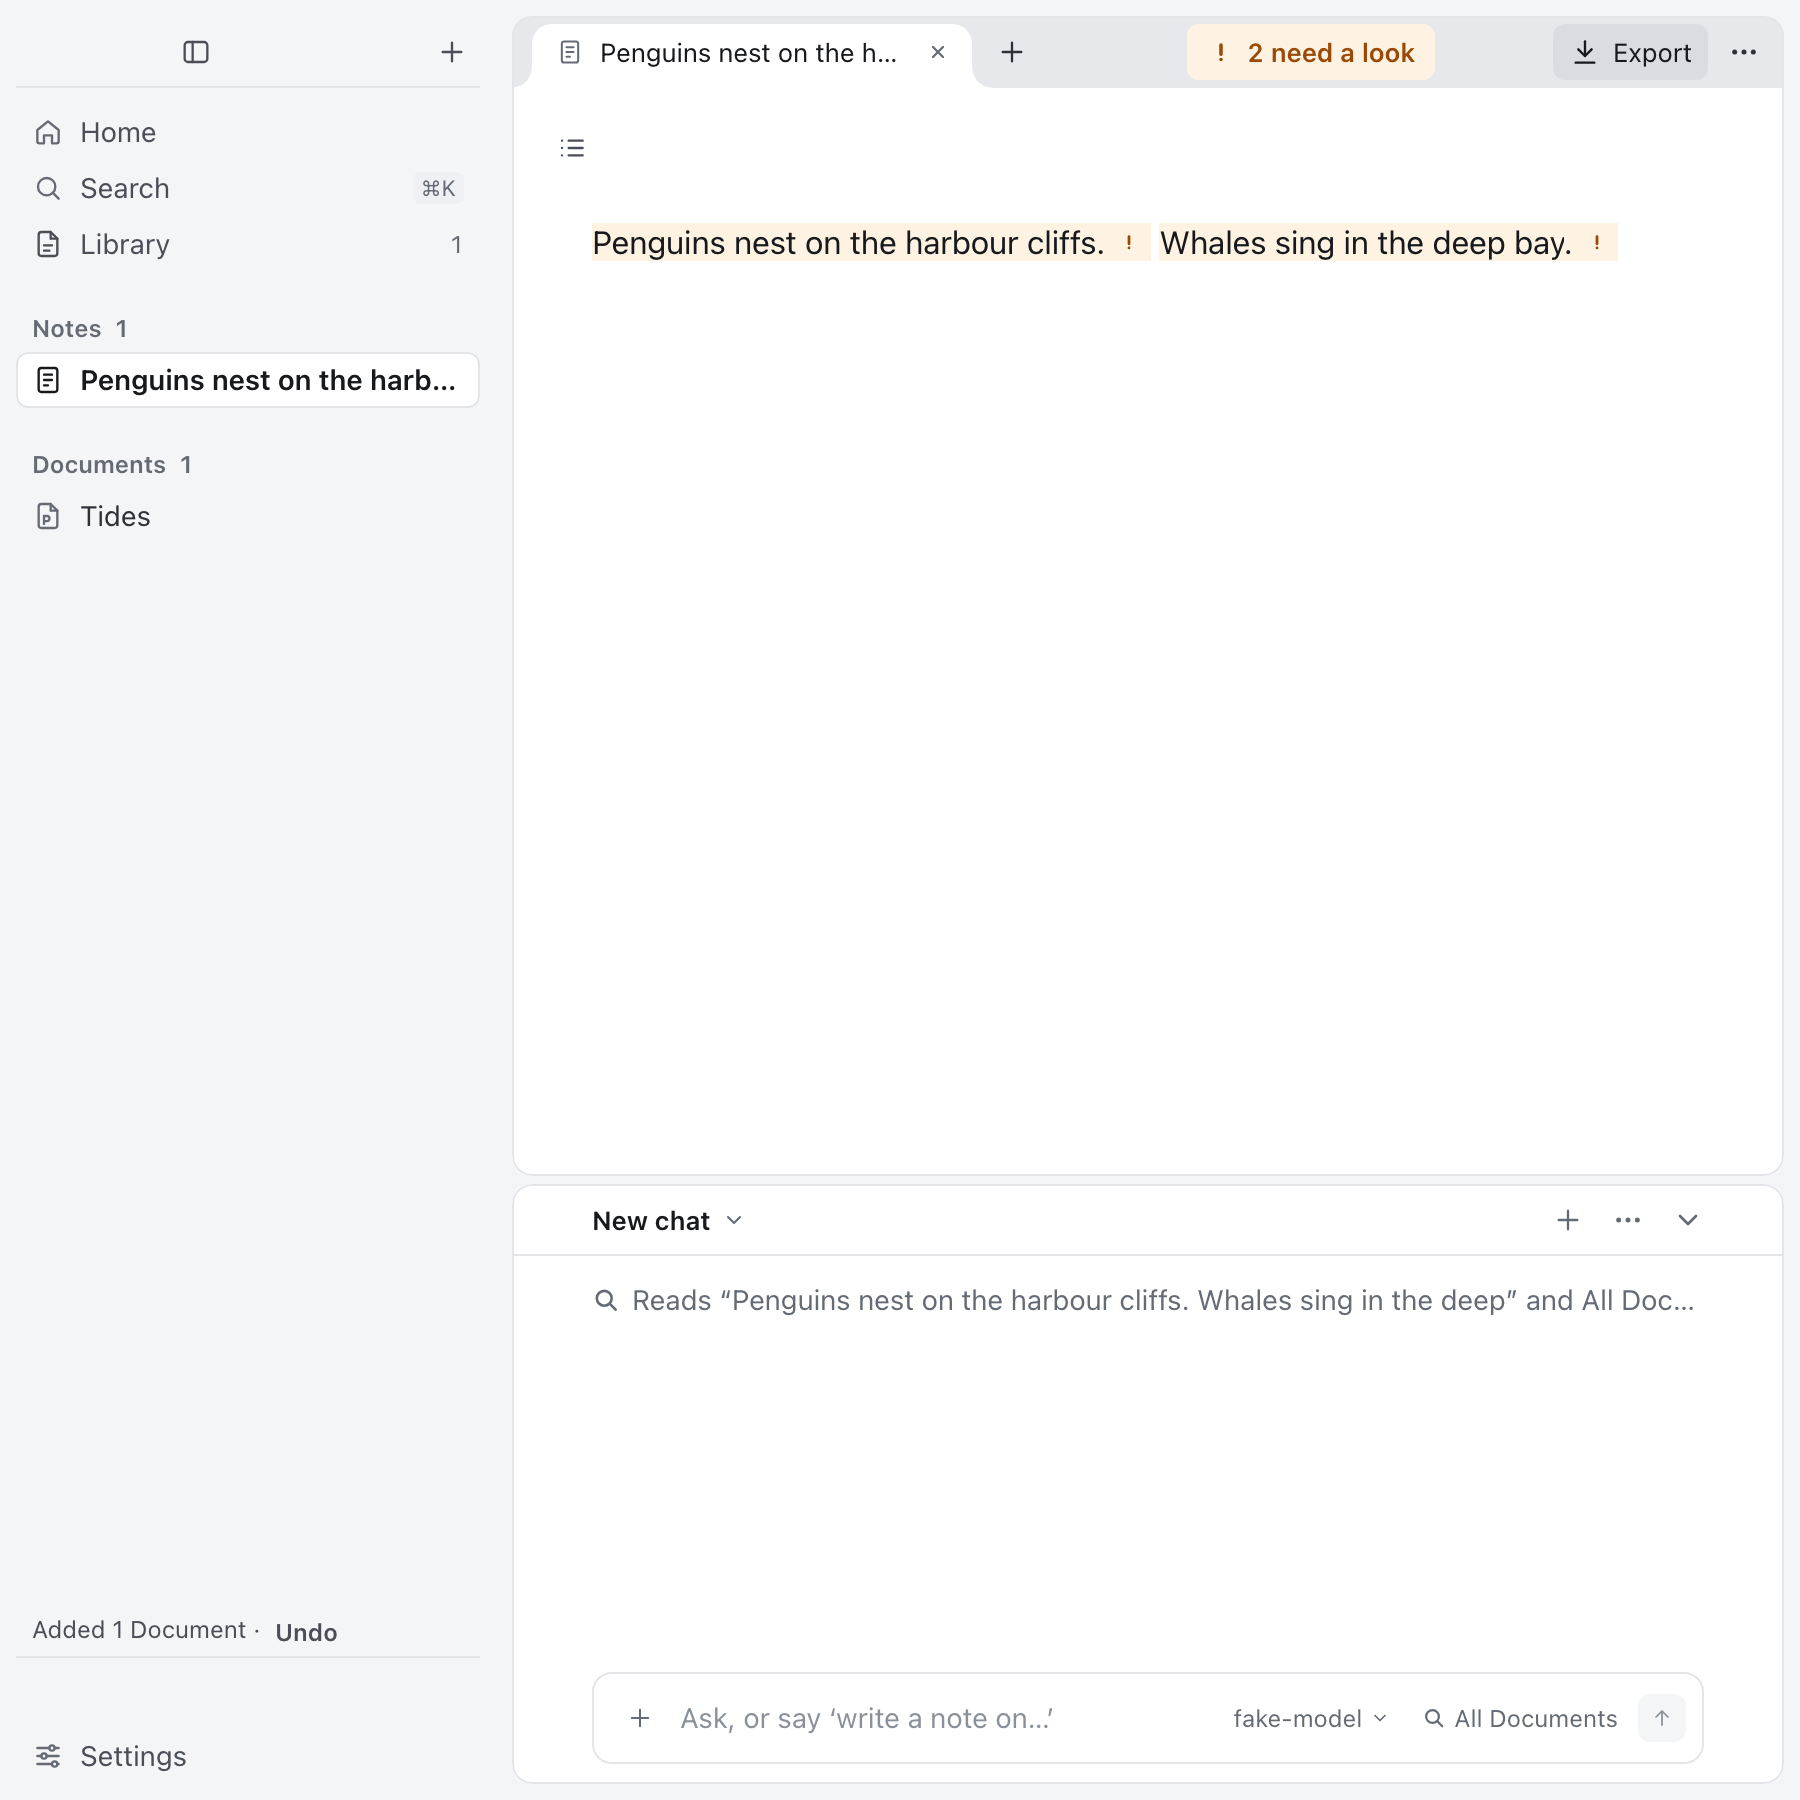 Penguins nest on the h...
! 2 need a look
Export
Home
Search ⌘K
Library 1
Notes 1
Penguins nest on the harb...
Documents 1
Tides
Added 1 Document · Undo
Settings
Penguins nest on the harbour cliffs. ! Whales sing in the deep bay. !
New chat
Reads “Penguins nest on the harbour cliffs. Whales sing in the deep” and All Doc...
Ask, or say ‘write a note on...’ fake-model All Documents